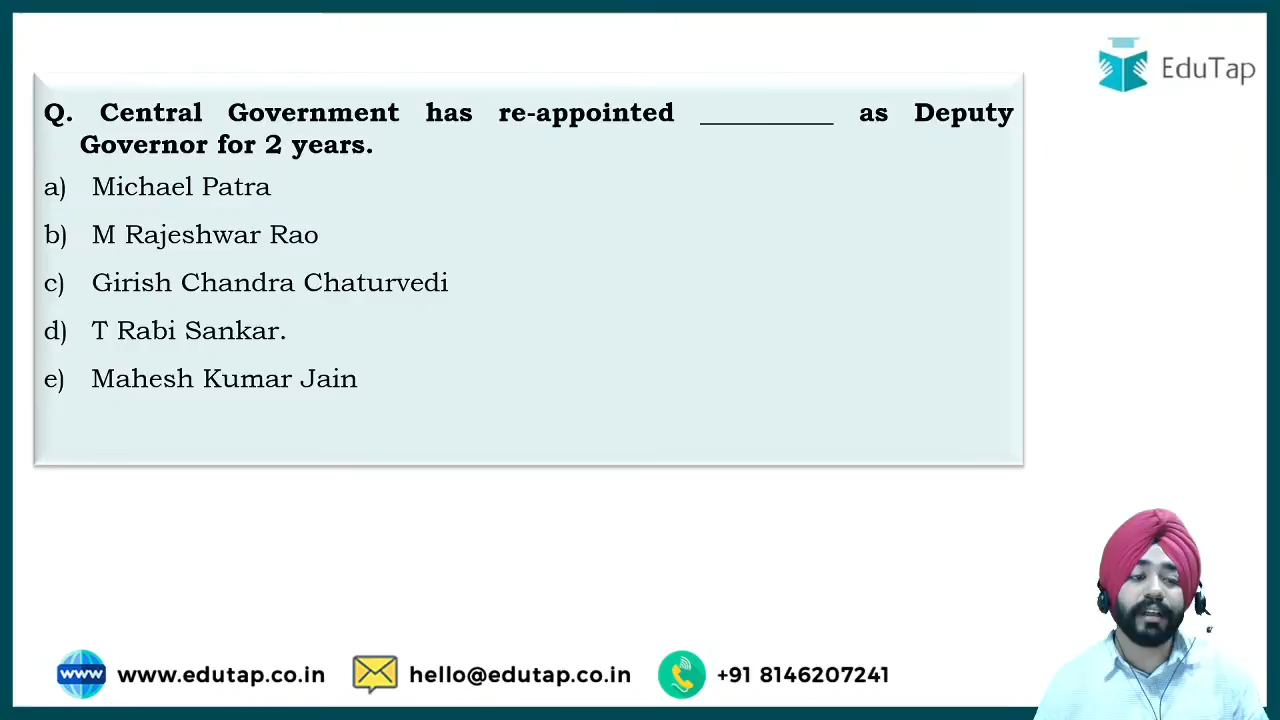 EduTap
Q. Central Government has re-appointed __________ as Deputy
Governor for 2 years.
a) Michael Patra
b) M Rajeshwar Rao
c) Girish Chandra Chaturvedi
d) T Rabi Sankar.
e) Mahesh Kumar Jain
www www.edutap.co.in hello@edutap.co.in +91 8146207241